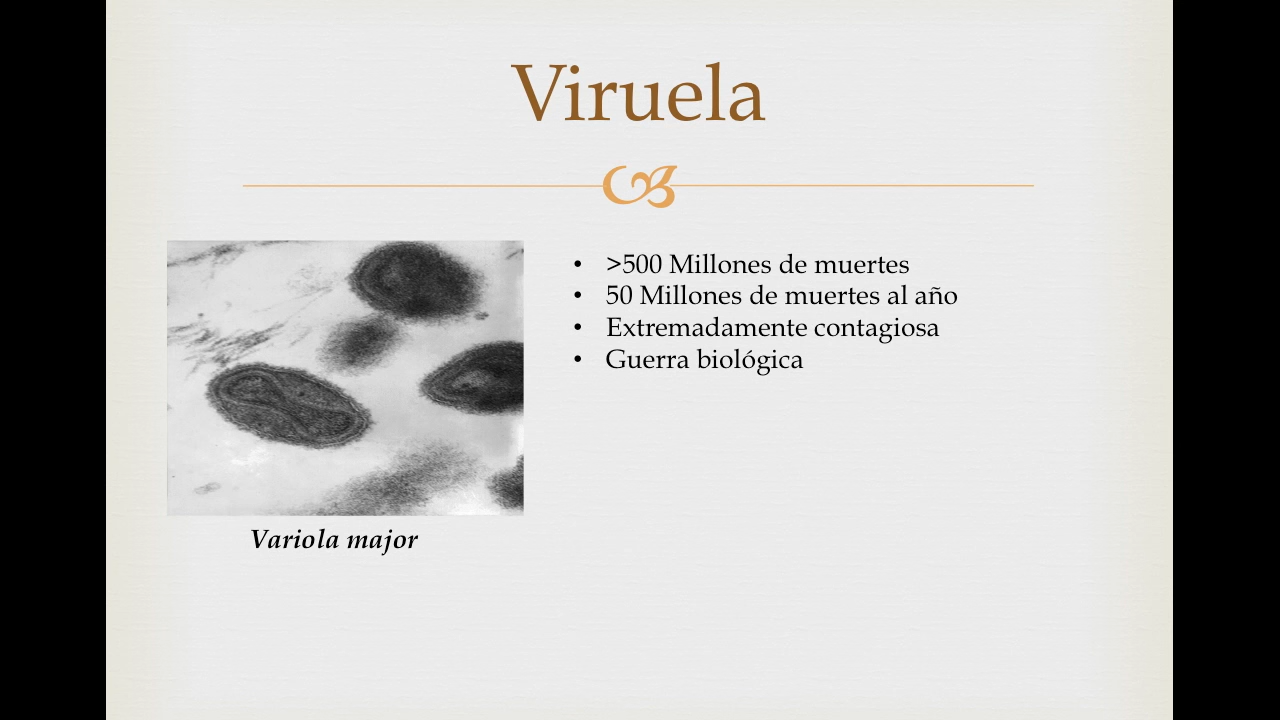 Viruela
>500 Millones de muertes
50 Millones de muertes al año
Extremadamente contagiosa
Guerra biológica
Variola major